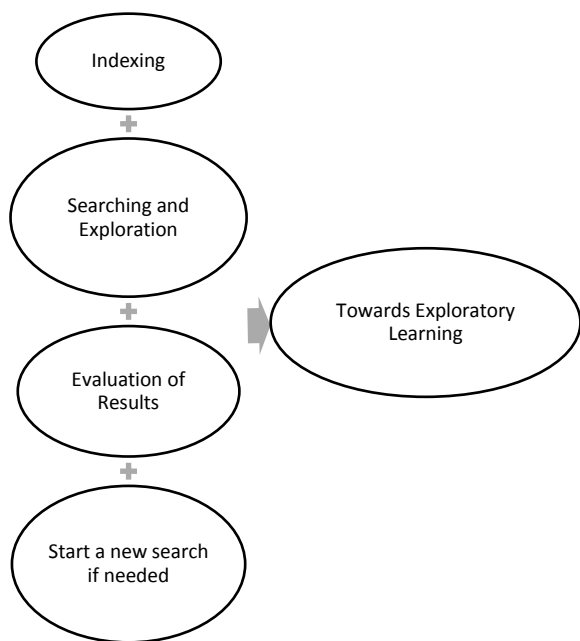 Indexing
Searching and
Exploration
Evaluation of
Results
Start a new search
if needed
Towards Exploratory
Learning